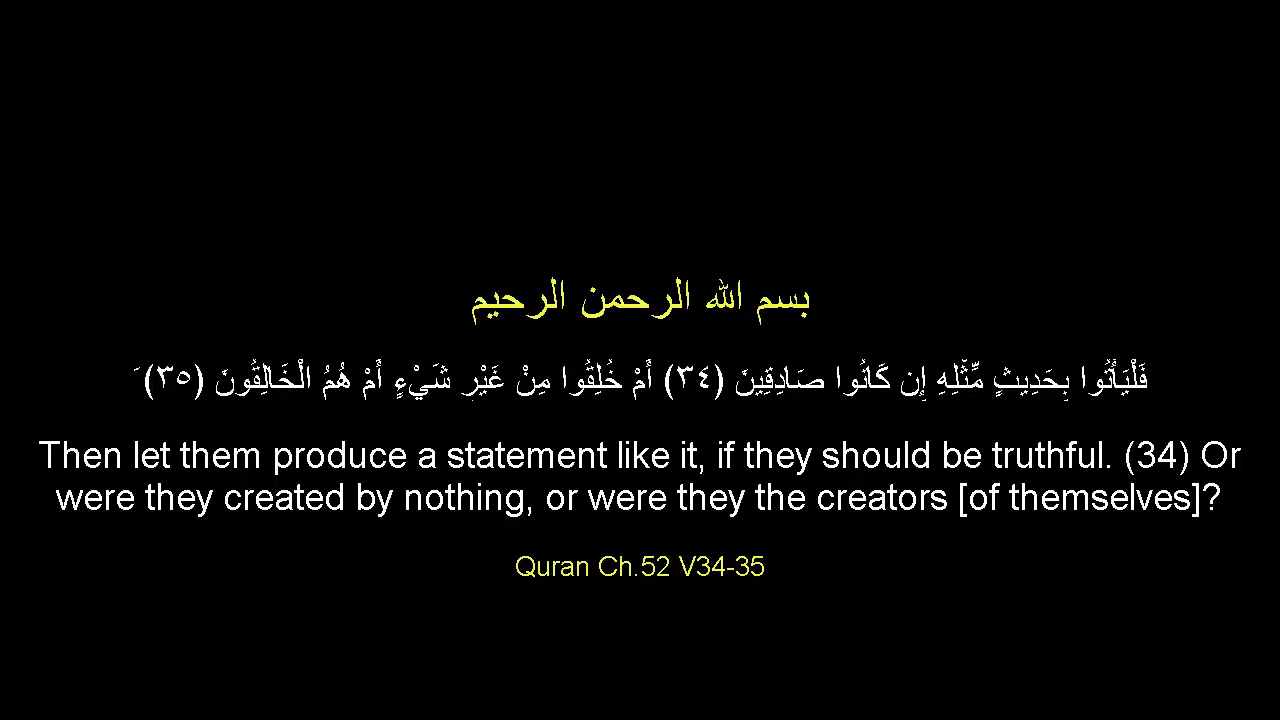 بسم الله الرحمن الرحيم
فَلْيَأْتُوا بِحَدِيثٍ مِّثْلِهِ إِن كَانُوا صَادِقِينَ (٣٤) أَمْ خُلِقُوا مِنْ غَيْرِ شَيْءٍ أَمْ هُمُ الْخَالِقُونَ (٣٥) َ
Then let them produce a statement like it, if they should be truthful. (34) Or
were they created by nothing, or were they the creators [of themselves]?
Quran Ch.52 V34-35